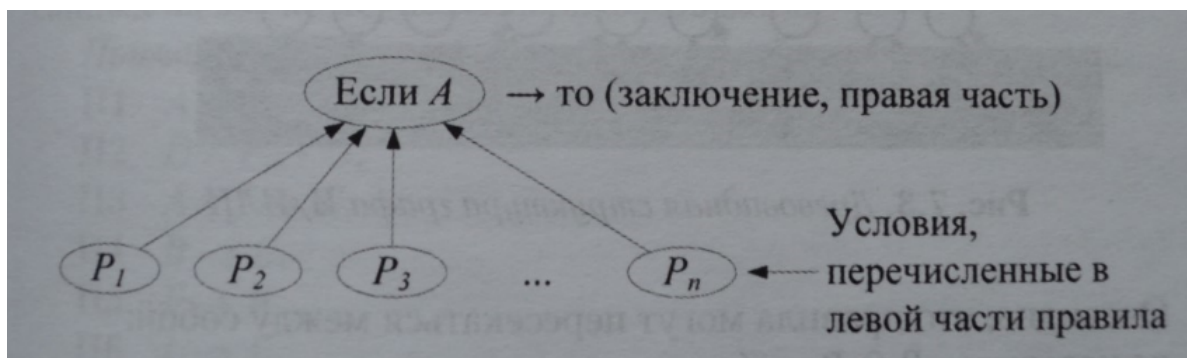 Если A → то (заключение, правая часть)
P1 P2 P3 ... Pn
Условия,
перечисленные в
левой части правила